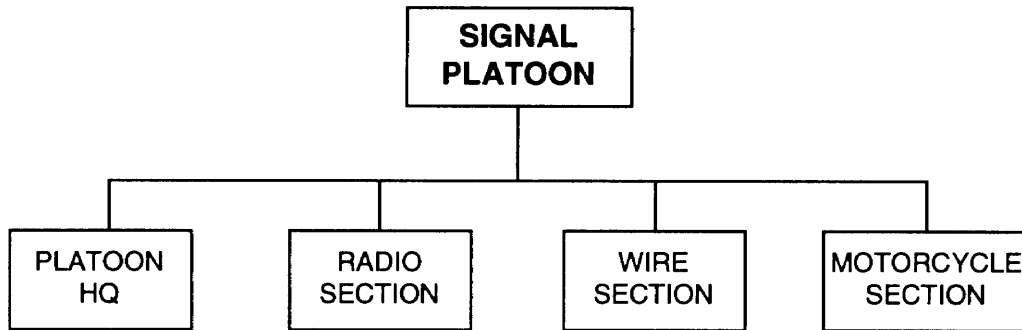 SIGNAL
PLATOON
PLATOON
HQ
RADIO
SECTION
WIRE
SECTION
MOTORCYCLE
SECTION